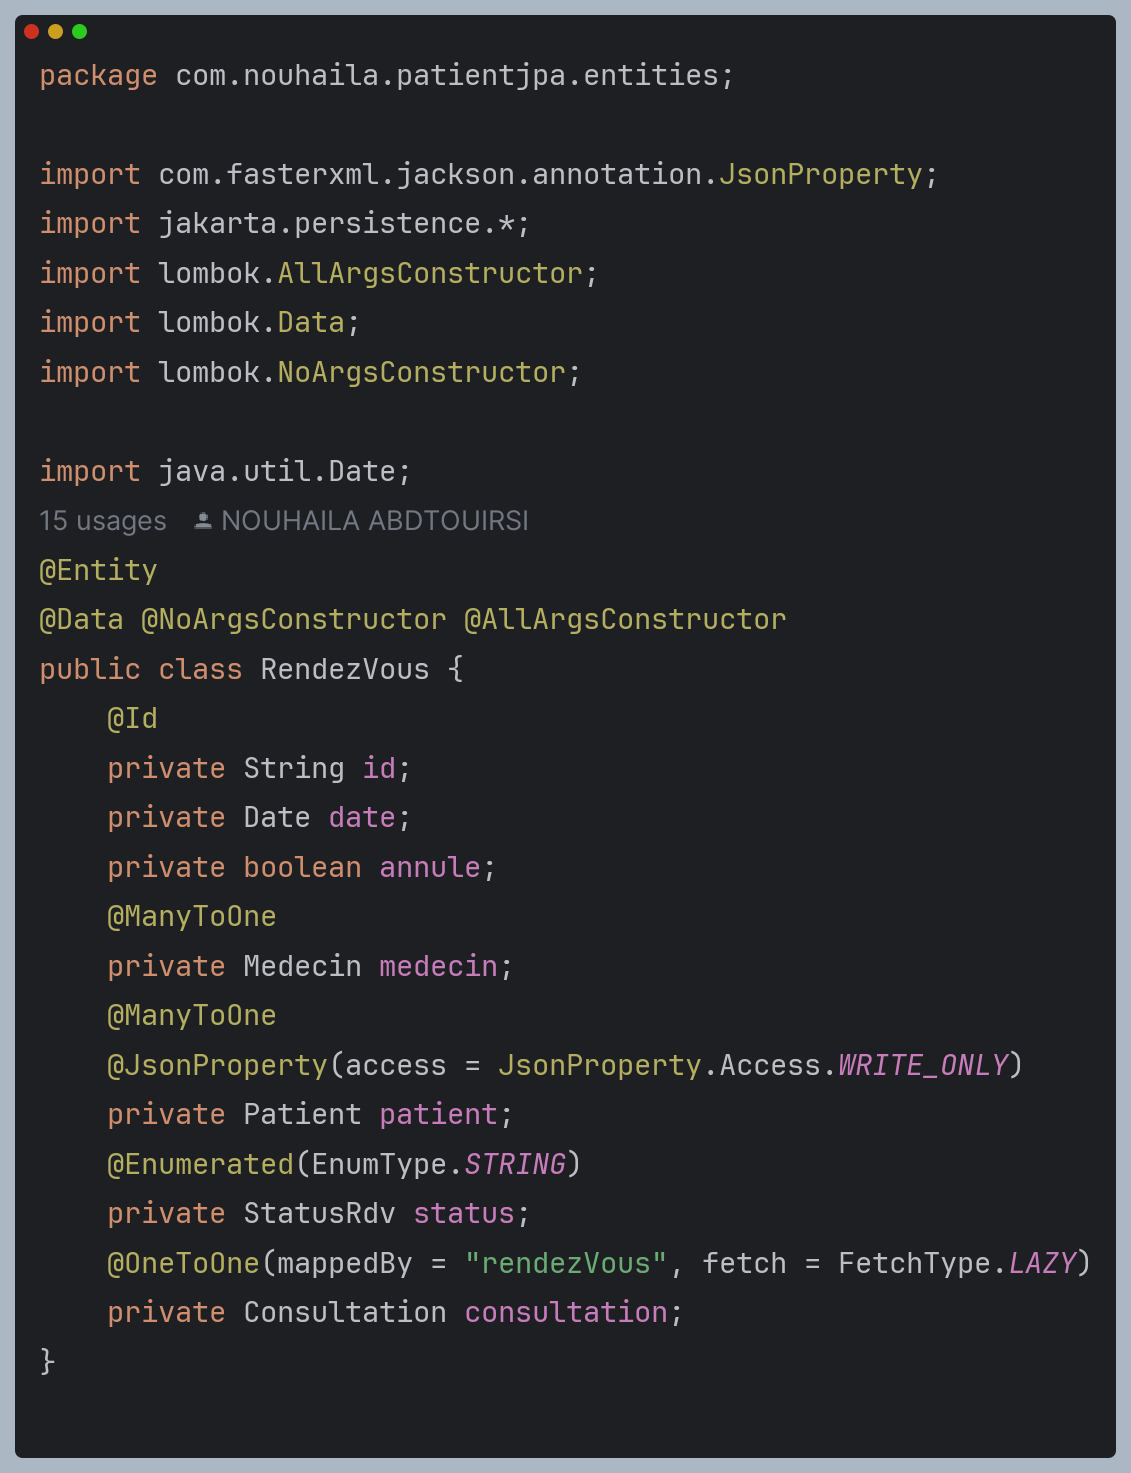 package com.nouhaila.patientjpa.entities;
import com.fasterxml.jackson.annotation.JsonProperty;
import jakarta.persistence.*;
import lombok.AllArgsConstructor;
import lombok.Data;
import lombok.NoArgsConstructor;
import java.util.Date;
15 usages NOUHAILA ABDTOUIRSI
@Entity
@Data @NoArgsConstructor @AllArgsConstructor
public class RendezVous {
    @Id
    private String id;
    private Date date;
    private boolean annule;
    @ManyToOne
    private Medecin medecin;
    @ManyToOne
    @JsonProperty(access = JsonProperty.Access.WRITE_ONLY)
    private Patient patient;
    @Enumerated(EnumType.STRING)
    private StatusRdv status;
    @OneToOne(mappedBy = "rendezVous", fetch = FetchType.LAZY)
    private Consultation consultation;
}